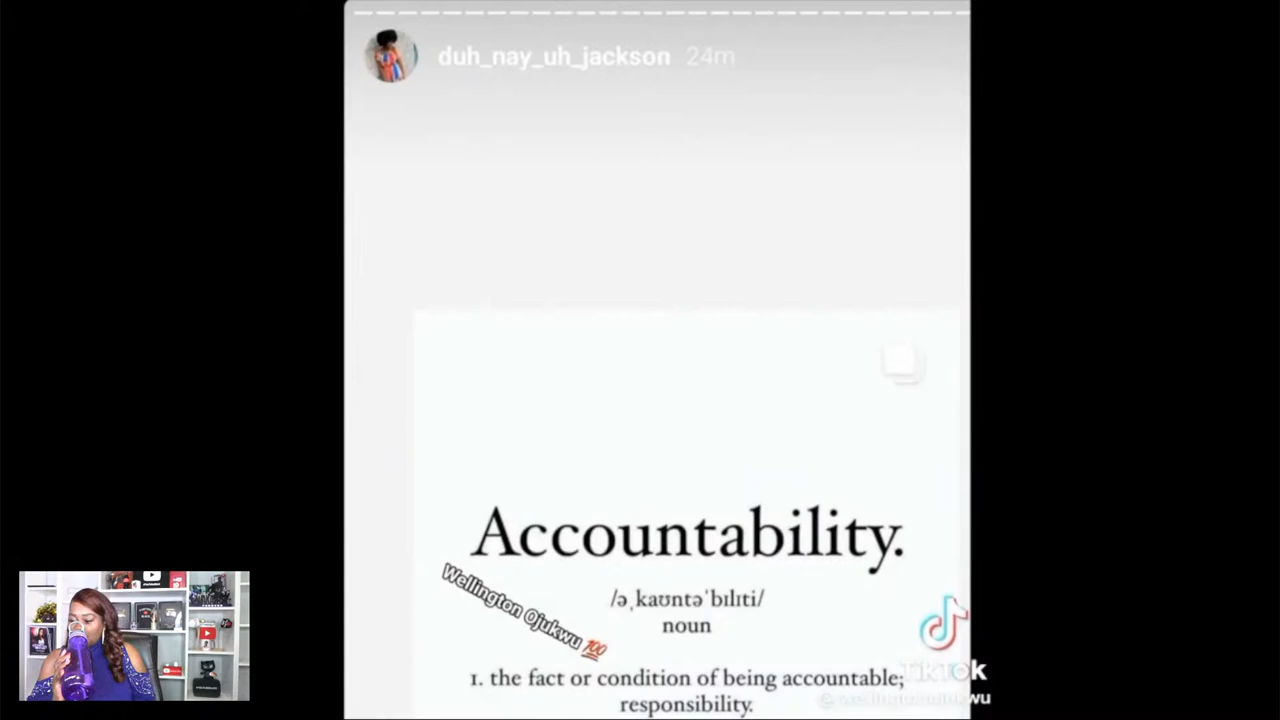 duh_nay_uh_jackson 24m
Accountability.
Wellington Ojukwu 💯
/əˌkaʊntəˈbɪlɪti/
noun
1. the fact or condition of being accountable;
responsibility.
TikTok